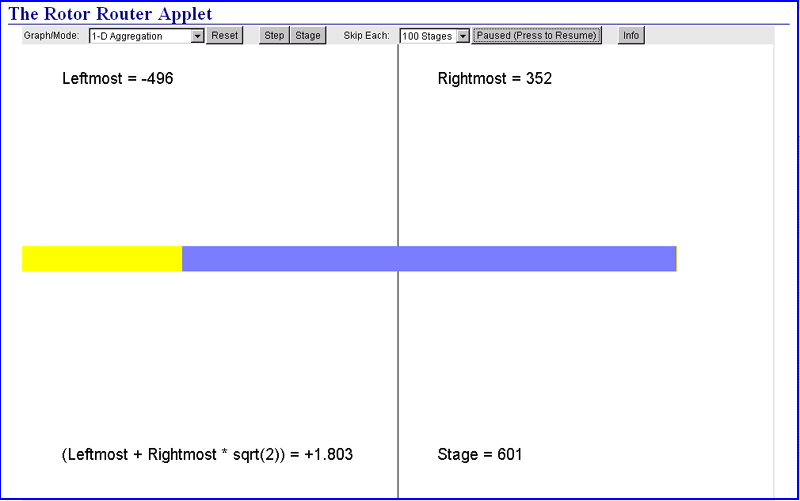 The Rotor Router Applet
Graph/Mode: 1-D Aggregation Reset Step Stage Skip Each: 100 Stages Paused (Press to Resume) Info
Leftmost = -496 Rightmost = 352
(Leftmost + Rightmost * sqrt(2)) = +1.803 Stage = 601